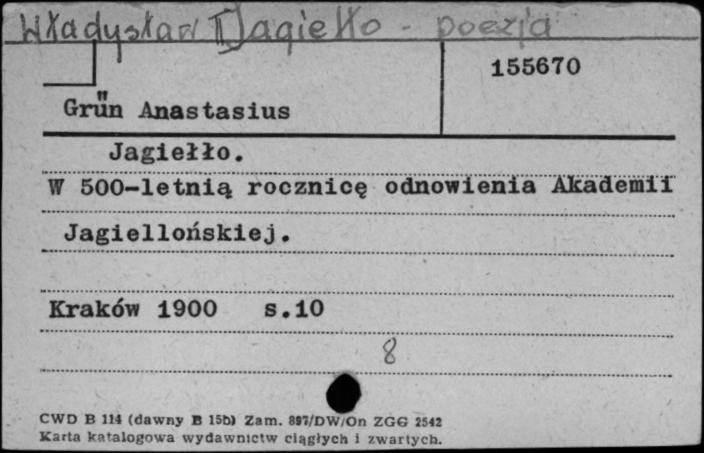 Władysław II Jagiełło - poezja
155670
Grün Anastasius
Jagiełło.
W 500-letnią rocznicę odnowienia Akademii
Jagiellońskiej.
Kraków 1900 s.10
8
CWD B 114 (dawny B 15b) Zam. 897/DW/On ZGG 2542
Karta katalogowa wydawnictw ciągłych i zwartych.